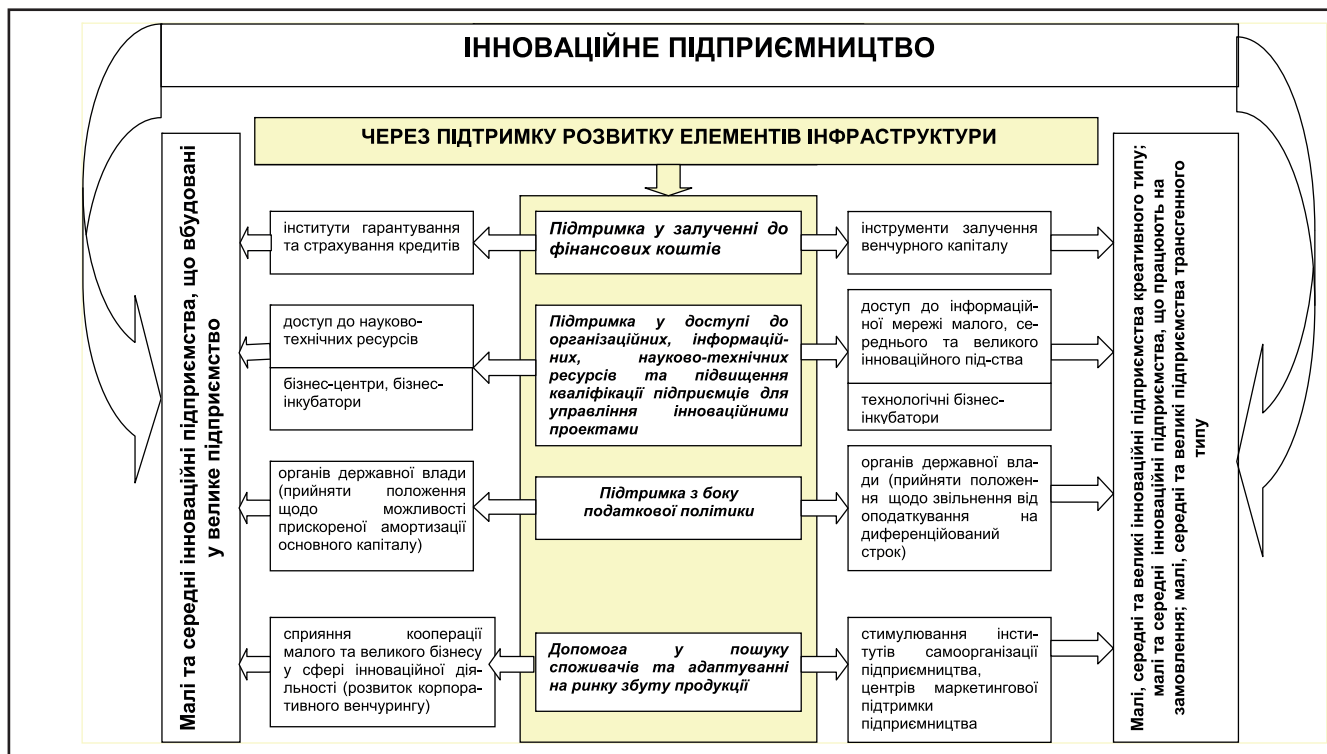 ІННОВАЦІЙНЕ ПІДПРИЄМНИЦТВО
ЧЕРЕЗ ПІДТРИМКУ РОЗВИТКУ ЕЛЕМЕНТІВ ІНФРАСТРУКТУРИ
Малі та середні інноваційні підприємства, що вбудовані
у велике підприємство
інститути гарантування
та страхування кредитів
Підтримка у залученні до
фінансових коштів
інструменти залучення
венчурного капіталу
доступ до науково-
технічних ресурсів
бізнес-центри, бізнес-
інкубатори
Підтримка у доступі до
організаційних, інформацій-
них, науково-технічних
ресурсів та підвищення
кваліфікації підприємців для
управління інноваційними
проектами
доступ до інформацій-
ної мережі малого, се-
реднього та великого
інноваційного під-ства
технологічні бізнес-
інкубатори
органів державної влади
(прийняти положення
щодо можливості
прискореної амортизації
основного капіталу)
Підтримка з боку
податкової політики
органів державної вла-
ди (прийняти положен-
ня щодо звільнення від
оподаткування на
диференційований
строк)
сприяння кооперації
малого та великого бізнесу
у сфері інноваційної дія-
льності (розвиток корпора-
тивного венчурингу)
Допомога у пошуку
споживачів та адаптуванні
на ринку збуту продукції
стимулювання інсти-
тутів самоорганізації
підприємництва,
центрів маркетингової
підтримки
підприємництва
Малі, середні та великі інноваційні підприємства креативного типу;
малі та середні інноваційні підприємства, що працюють на
замовлення; малі, середні та великі підприємства трансгенного
типу